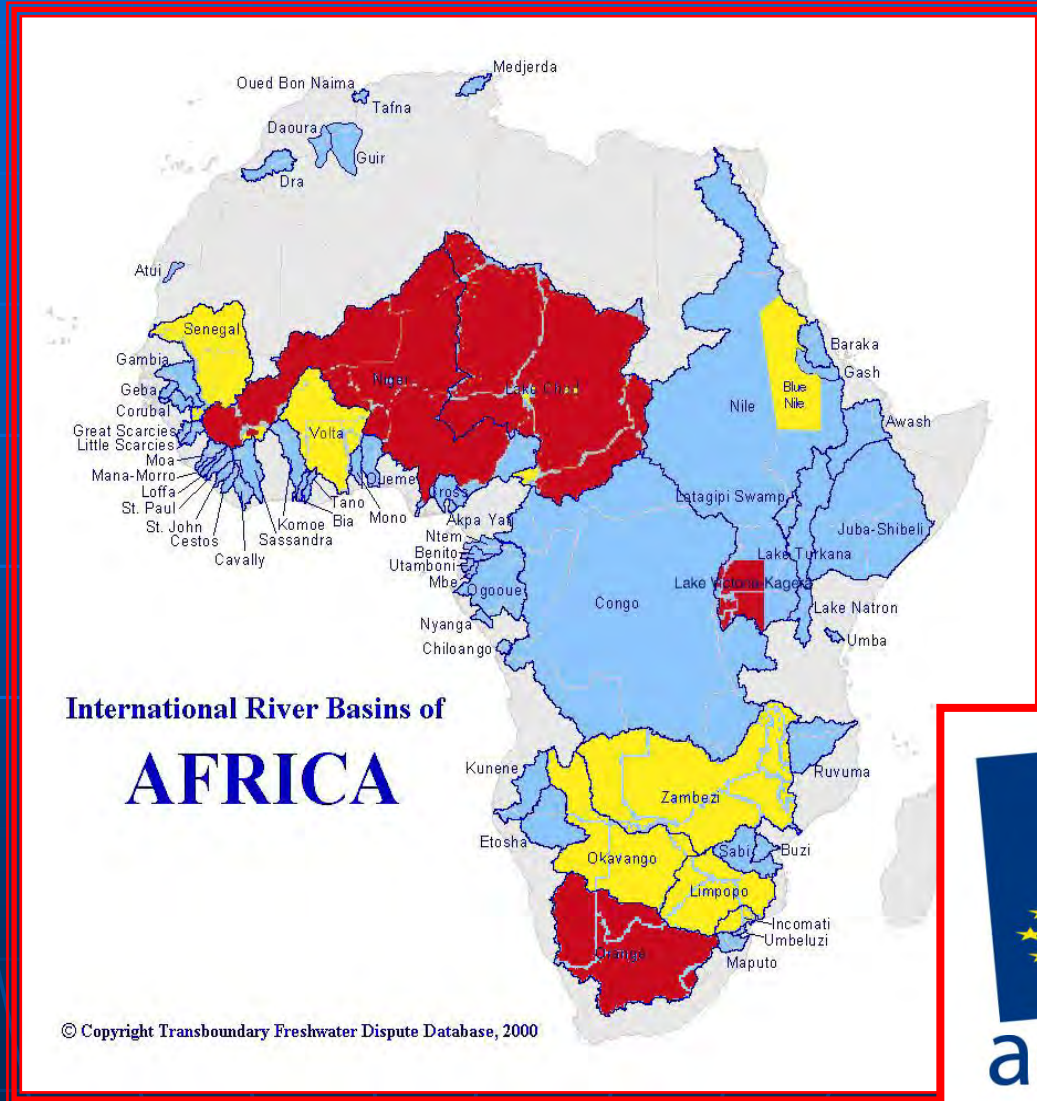 Medjerda
Oued Bon Naima
Tafna
Daoura
Guir
Dra
Atui
Senegal
Gambia
Geba
Corubal
Great Scarcies
Little Scarcies
Moa
Mana-Morro
Loffa
St. Paul
St. John
Cestos
Cavally
Sassandra
Komoe
Bia
Tano
Mono
Volta
Oueme
Niger
Lake Chad
Cross
Akpa Yafi
Ntem
Benito
Utamboni
Mbe
Ogooue
Nyanga
Chiloango
Congo
Nile
Blue
Nile
Baraka
Gash
Awash
Lotagipi Swamp
Juba-Shibeli
Lake Turkana
Lake Victoria-Kagera
Lake Natron
Umba
Ruvuma
Zambezi
Kunene
Etosha
Okavango
Sabi
Buzi
Limpopo
Incomati
Umbeluzi
Maputo
Orange
International River Basins of
AFRICA
© Copyright Transboundary Freshwater Dispute Database, 2000
a